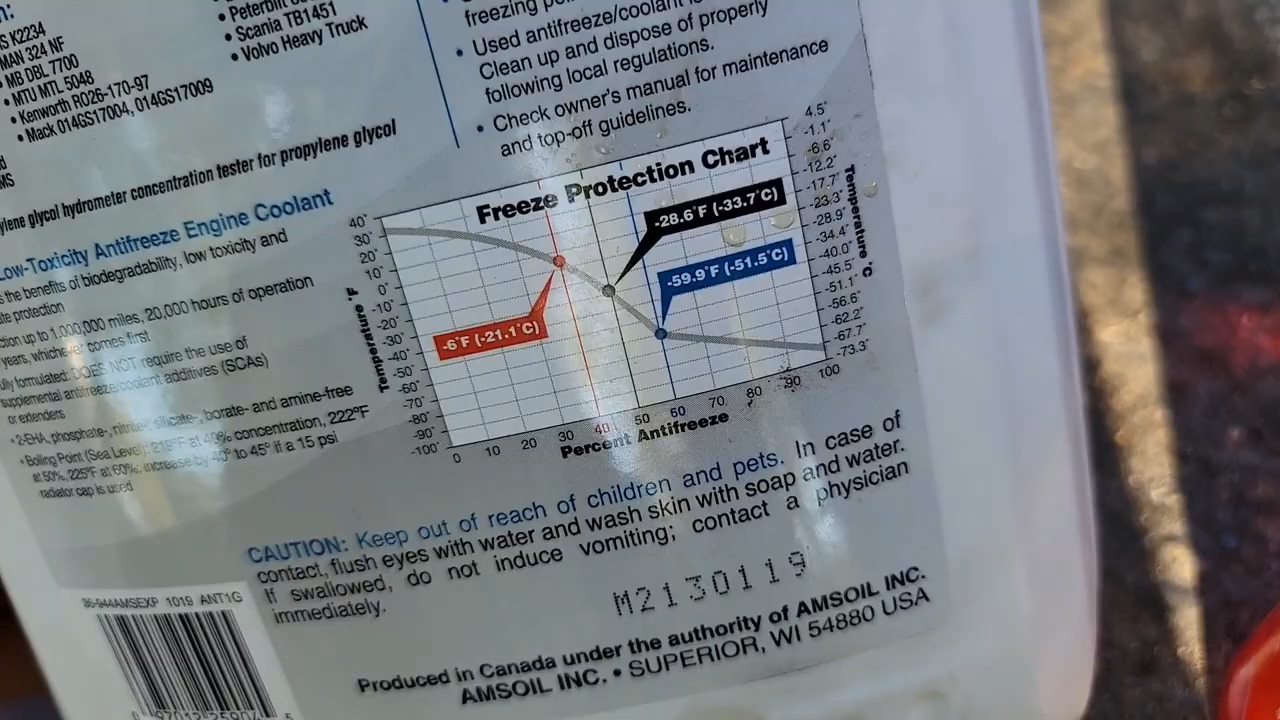 K2234
MAN 324 NF
• MB DBL 7700
• MTU MTL 5048
• Kenworth RO26-170-97
• Mack 014GS17004, 014GS17009
• Peterbilt
• Scania TB1451
• Volvo Heavy Truck
hydrometer concentration tester for propylene glycol
glycol hydrometer concentration tester for propylene glycol
Low-Toxicity Antifreeze Engine Coolant
the benefits of biodegradability, low toxicity and
protection
up to 1,000,000 miles, 20,000 hours of operation
years, whichever comes first
formulated: DOES NOT require the use of
supplemental antifreeze/coolant additives (SCAs)
or extenders
• 2-EHA, phosphate-, nitrite-, silicate-, borate- and amine-free
• Boiling Point (Sea Level): 219°F at 40% concentration, 222°F
at 50%, 225°F at 60%, increase by 40° to 45° if a 15 psi
radiator cap is used
freezing
• Used antifreeze/coolant is
Clean up and dispose of properly
following local regulations.
• Check owner's manual for maintenance
and top-off guidelines.
Freeze Protection Chart
-28.6°F (-33.7°C)
-59.9°F (-51.5°C)
-6°F (-21.1°C)
Temperature °F
40°
30°
20°
10°
0°
-10°
-20°
-30°
-40°
-50°
-60°
-70°
-80°
-90°
-100°
4.5°
-1.1°
-6.6°
-12.2°
-17.7°
-23.3°
-28.9°
-34.4°
-40.0°
-45.5°
-51.1°
-56.6°
-62.2°
-67.7°
-73.3°
Temperature °C
0 10 20 30 40 50 60 70 80 90 100
Percent Antifreeze
CAUTION: Keep out of reach of children and pets. In case of
contact, flush eyes with water and wash skin with soap and water.
If swallowed, do not induce vomiting; contact a physician
immediately.
M2130119
Produced in Canada under the authority of AMSOIL INC.
AMSOIL INC. • SUPERIOR, WI 54880 USA
96-944AMSEXP 1019 ANT1G